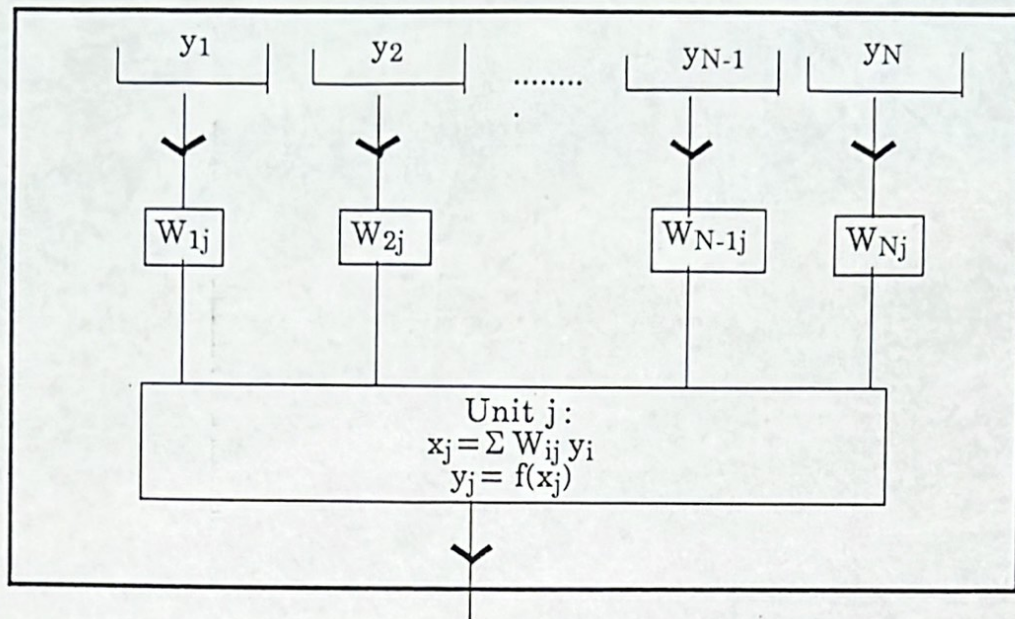 y1 y2 ........ yN-1 yN
.
W1j W2j WN-1j WNj
Unit j :
xj = Σ Wij yi
yj = f(xj)